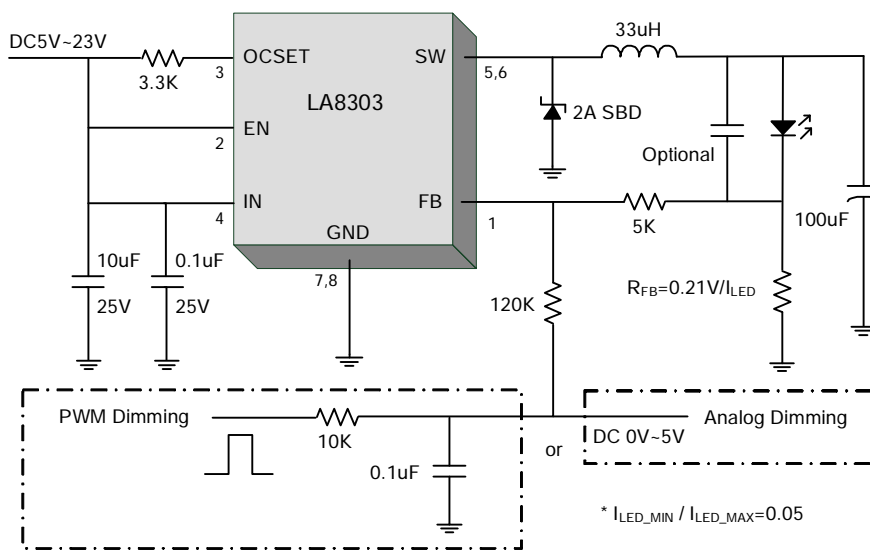 DC5V~23V
3.3K
3
OCSET
SW
5,6
33uH
LA8303
2A SBD
EN
2
Optional
IN
4
FB
1
5K
100uF
GND
7,8
10uF
25V
0.1uF
25V
120K
RFB=0.21V/ILED
PWM Dimming
10K
0.1uF
or
DC 0V~5V
Analog Dimming
* ILED_MIN / ILED_MAX=0.05